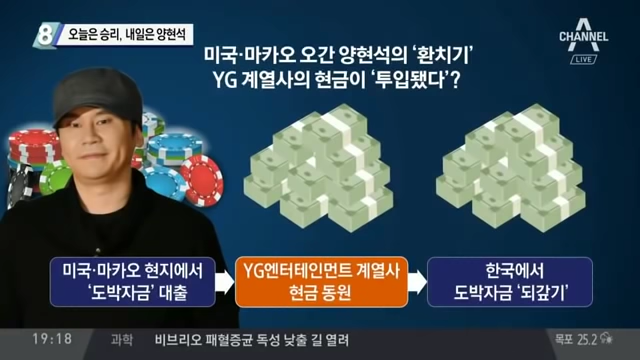 8
오늘은 승리, 내일은 양현석
CHANNEL A
LIVE
미국·마카오 오간 양현석의 '환치기'
YG 계열사의 현금이 '투입됐다'?
미국·마카오 현지에서
'도박자금' 대출
YG엔터테인먼트 계열사
현금 동원
한국에서
도박자금 '되갚기'
19:18 과학 비브리오 패혈증균 독성 낮출 길 열려 목포 25.2